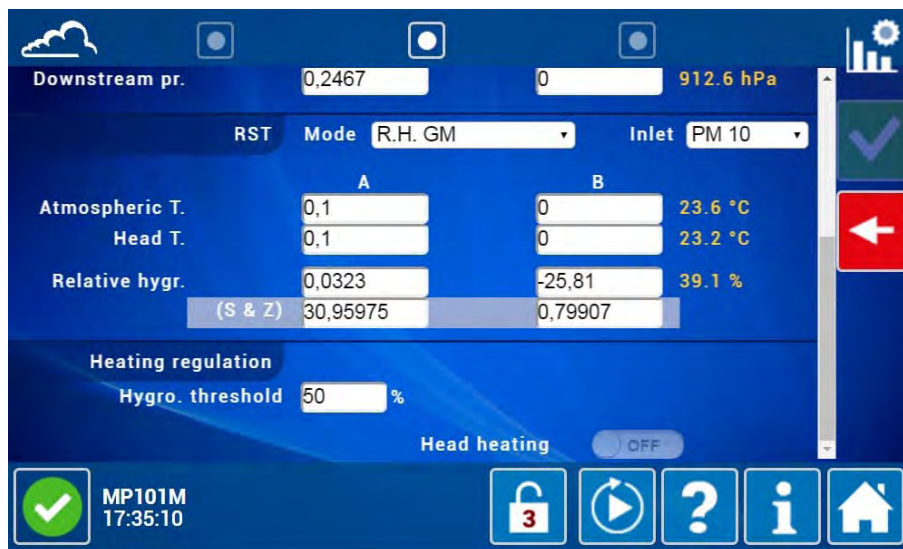 Downstream pr. 0,2467 0 912.6 hPa
RST Mode R.H. GM Inlet PM 10
A B
Atmospheric T. 0,1 0 23.6 °C
Head T. 0,1 0 23.2 °C
Relative hygr. 0,0323 -25,81 39.1 %
(S & Z) 30,95975 0,79907
Heating regulation
Hygro. threshold 50 %
Head heating OFF
MP101M
17:35:10
3 ? i